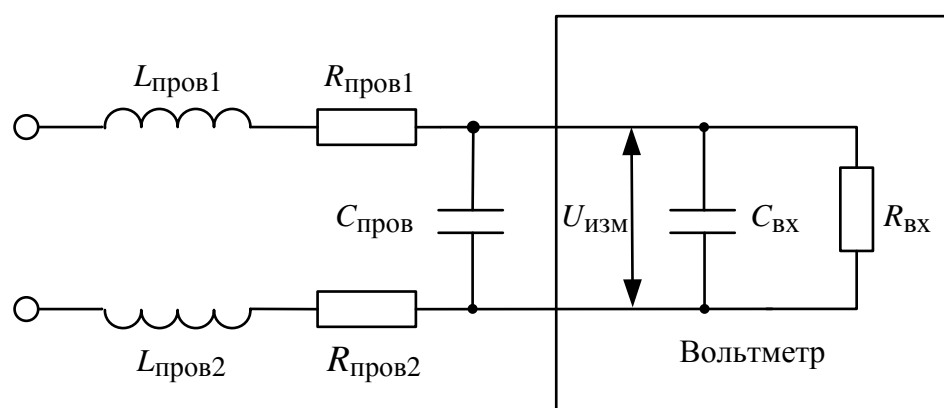 Lпров1
Rпров1
Cпров
Uизм
Cвх
Rвх
Lпров2
Rпров2
Вольтметр